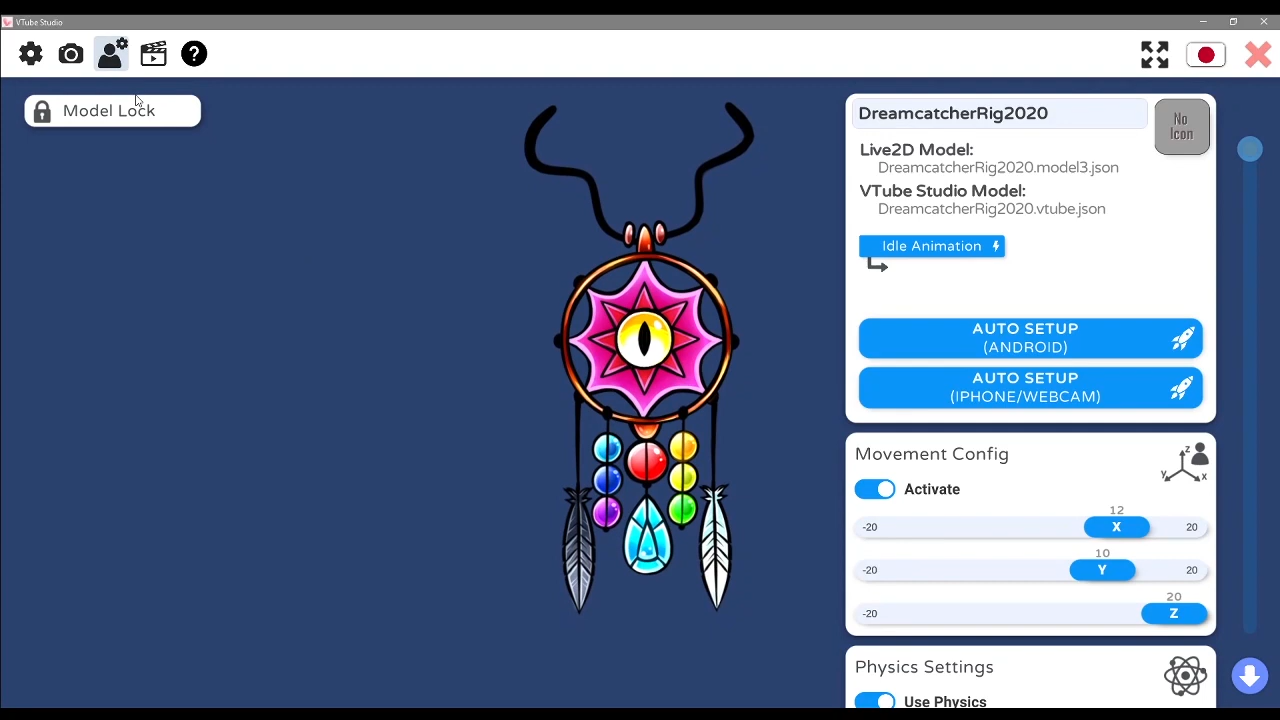 VTube Studio
?
Model Lock
DreamcatcherRig2020
No
Icon
Live2D Model:
DreamcatcherRig2020.model3.json
VTube Studio Model:
DreamcatcherRig2020.vtube.json
Idle Animation
AUTO SETUP
(ANDROID)
AUTO SETUP
(IPHONE/WEBCAM)
Movement Config
z
y x
Activate
12
-20 X 20
10
-20 Y 20
20
-20 Z
Physics Settings
Use Physics